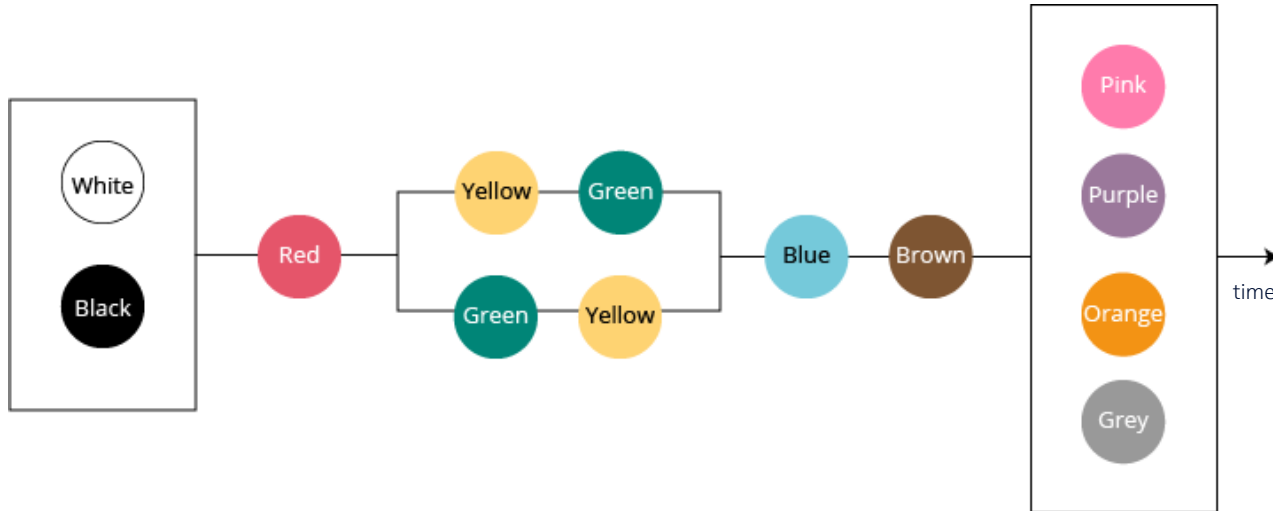 White
Black
Red
Yellow
Green
Green
Yellow
Blue
Brown
Pink
Purple
Orange
Grey
time